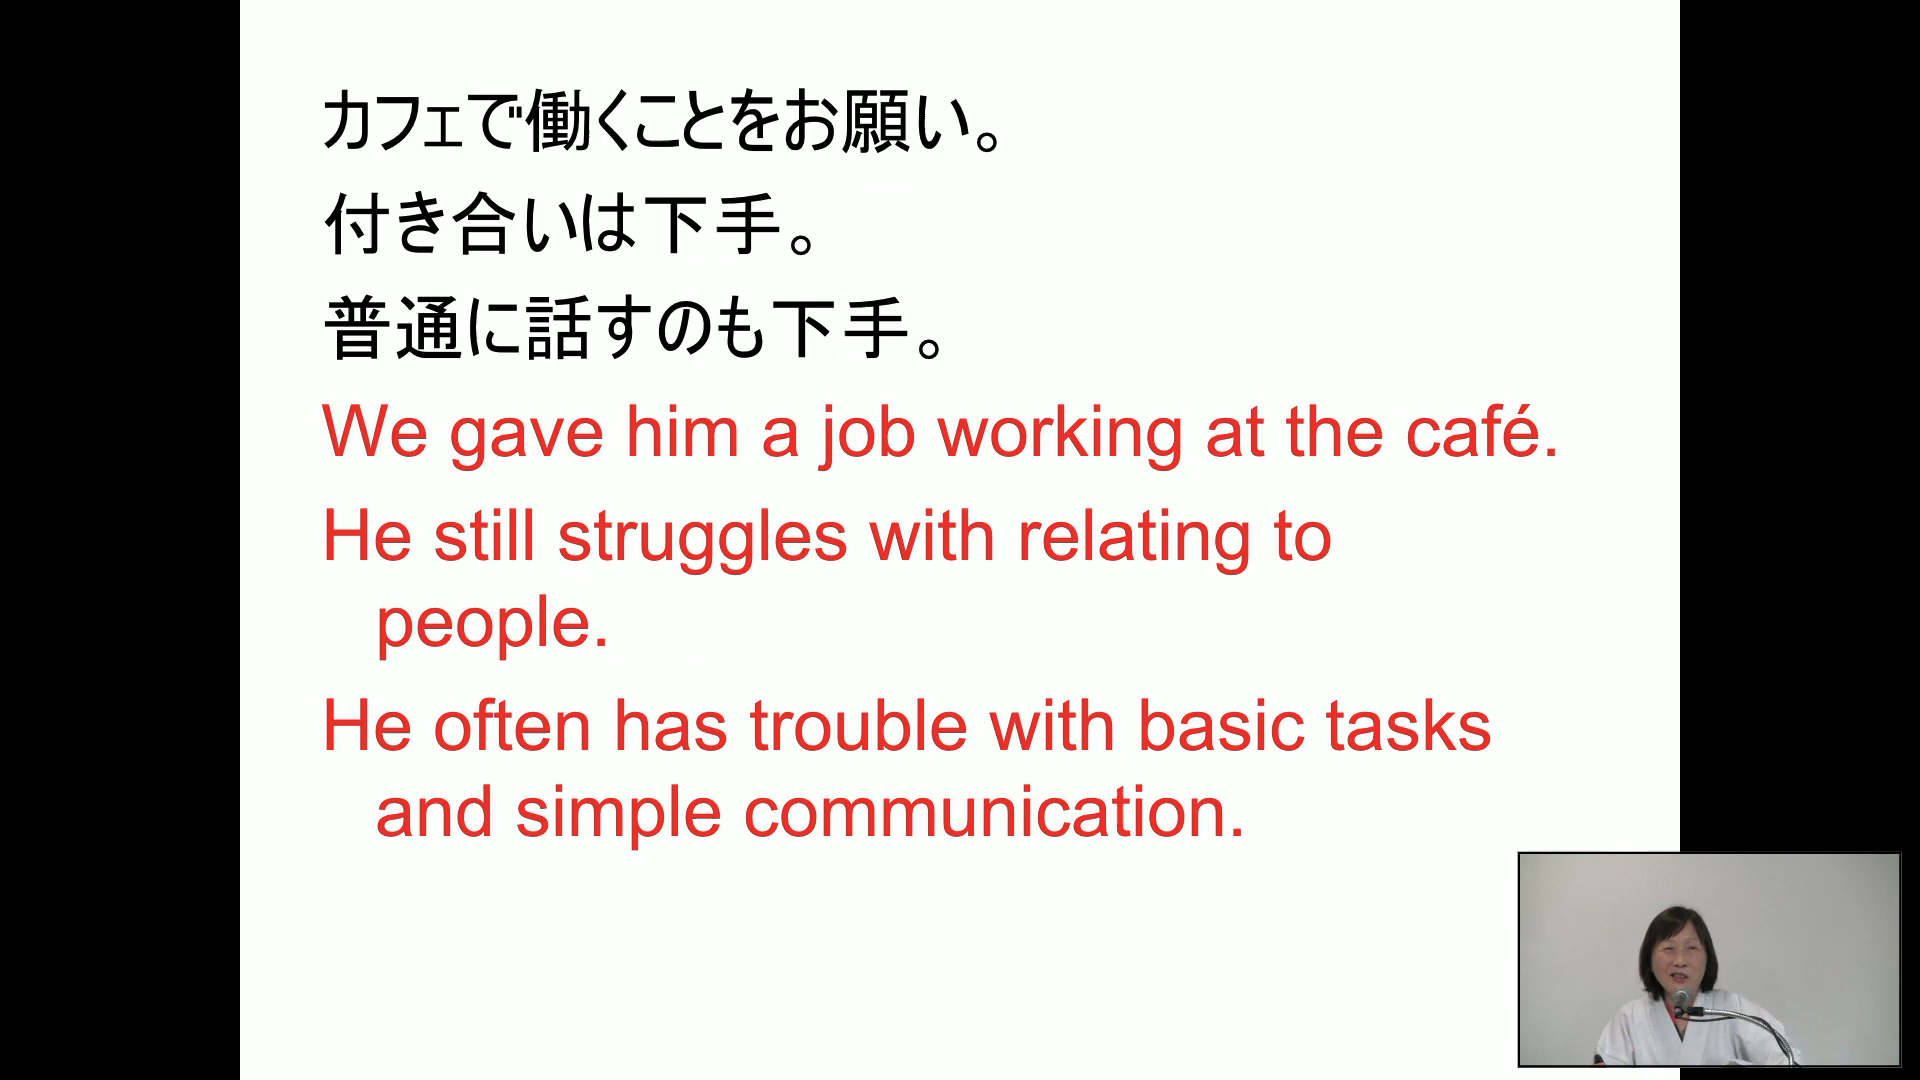 カフェで働くことをお願い。
付き合いは下手。
普通に話すのも下手。
We gave him a job working at the café.
He still struggles with relating to
people.
He often has trouble with basic tasks
and simple communication.